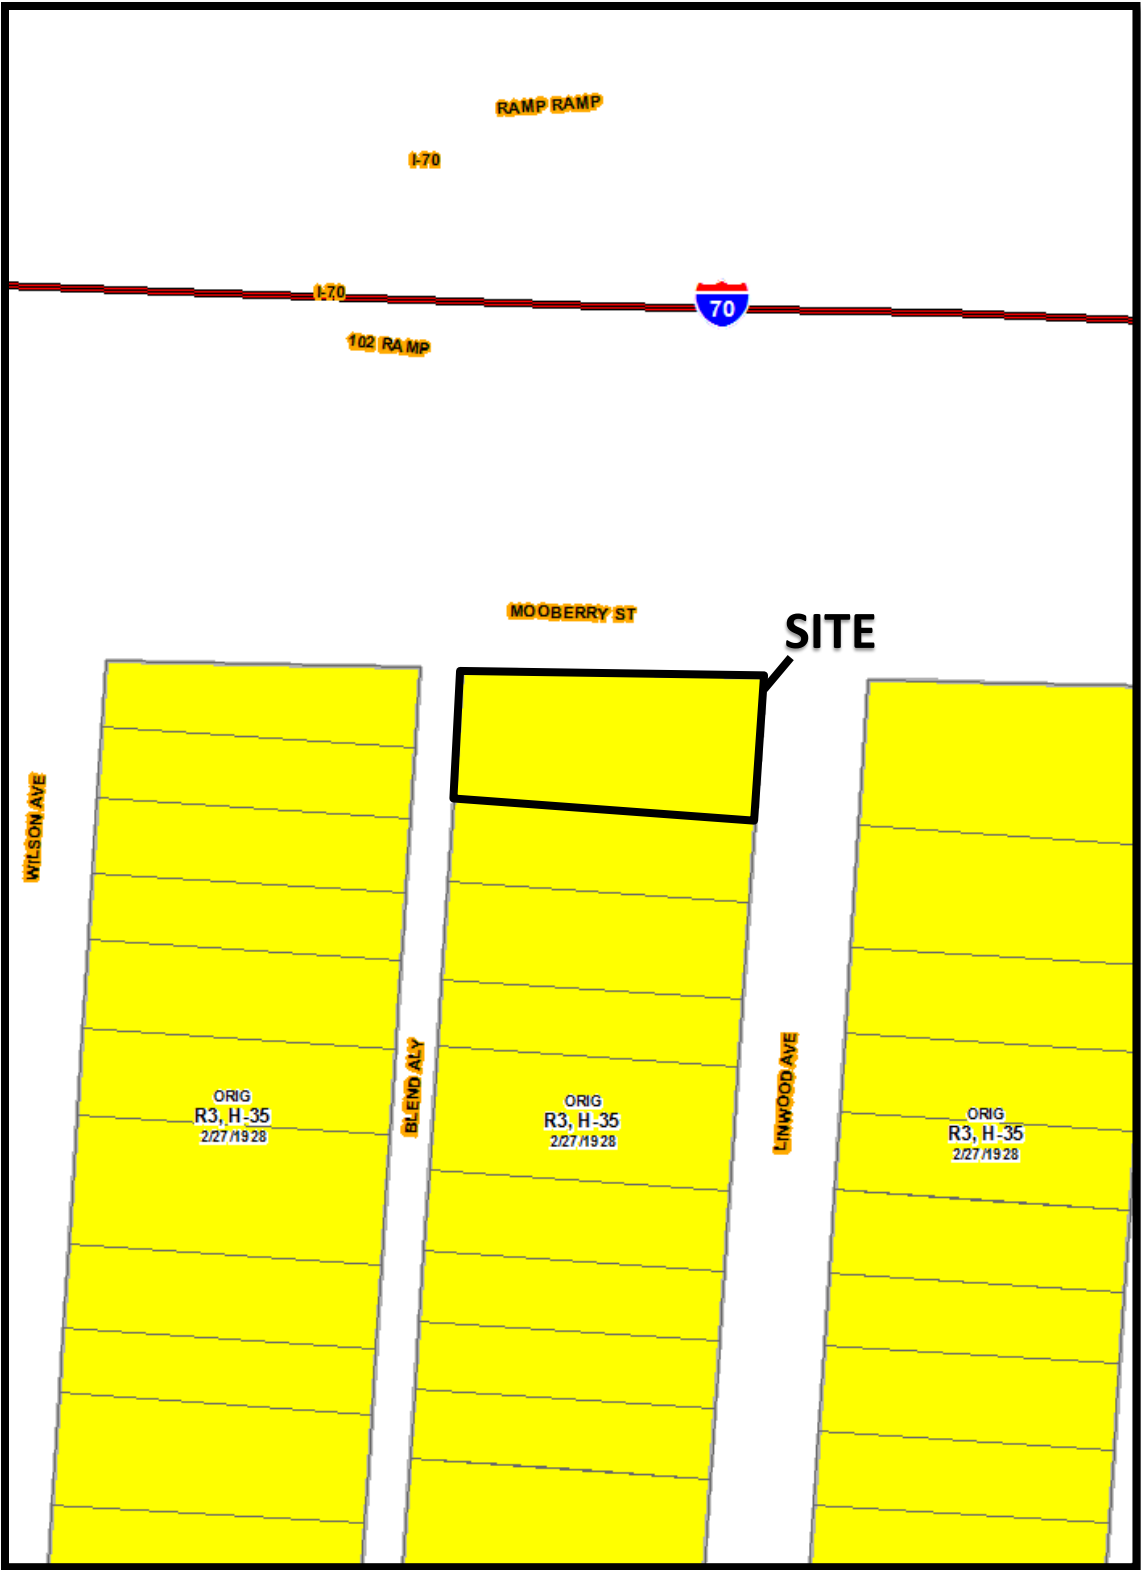 RAMP RAMP
I-70
I-70
70
102 RAMP
MOOBERRY ST
SITE
WILSON AVE
BLEND ALY
LINWOOD AVE
ORIG
R3, H-35
2/27/1928
ORIG
R3, H-35
2/27/1928
ORIG
R3, H-35
2/27/1928